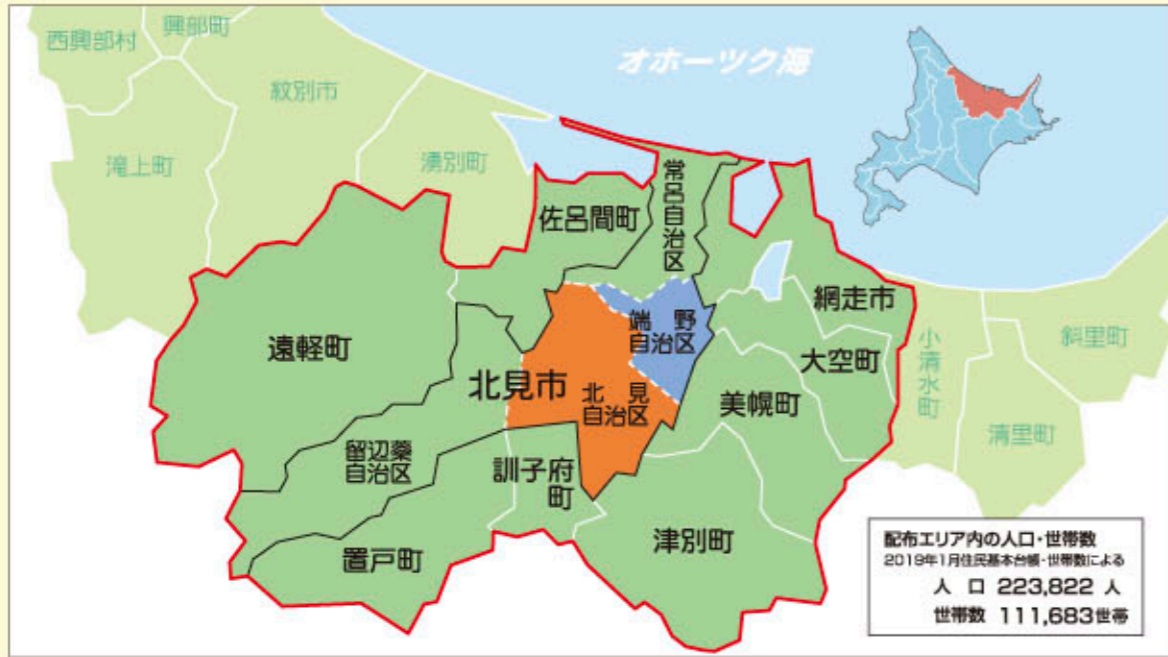 西興部村
興部町
オホーツク海
紋別市
滝上町
湧別町
常呂自治区
佐呂間町
網走市
端野
自治区
遠軽町
大空町
小清水町
斜里町
北見市
北見
自治区
美幌町
清里町
留辺蘂
自治区
訓子府
町
津別町
置戸町
配布エリア内の人口・世帯数
2019年1月住民基本台帳・世帯数による
人口 223,822 人
世帯数 111,683世帯